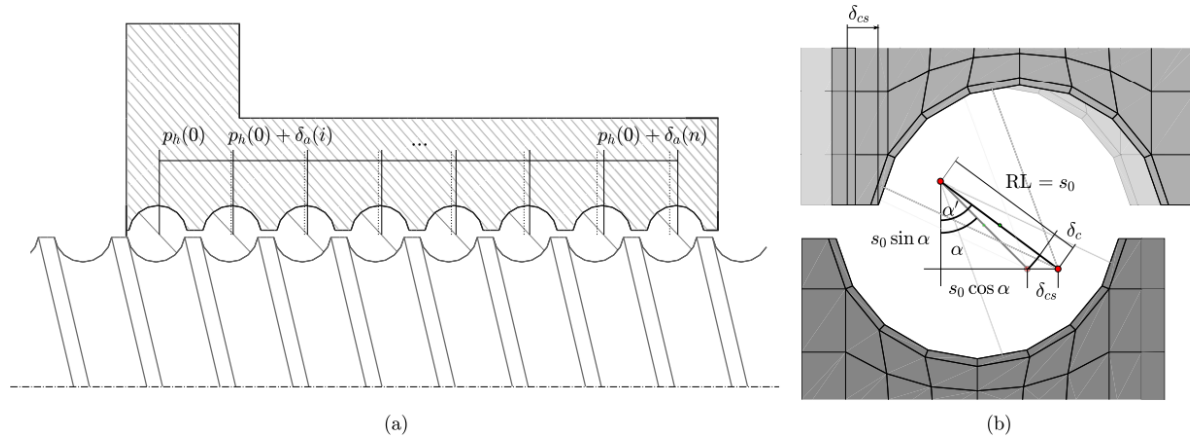 p_h(0) p_h(0) + δ_a(i) ... p_h(0) + δ_a(n)
(a)
δ_cs
RL = s_0
α'
α
s_0 sin α
δ_c
s_0 cos α
δ_cs
(b)